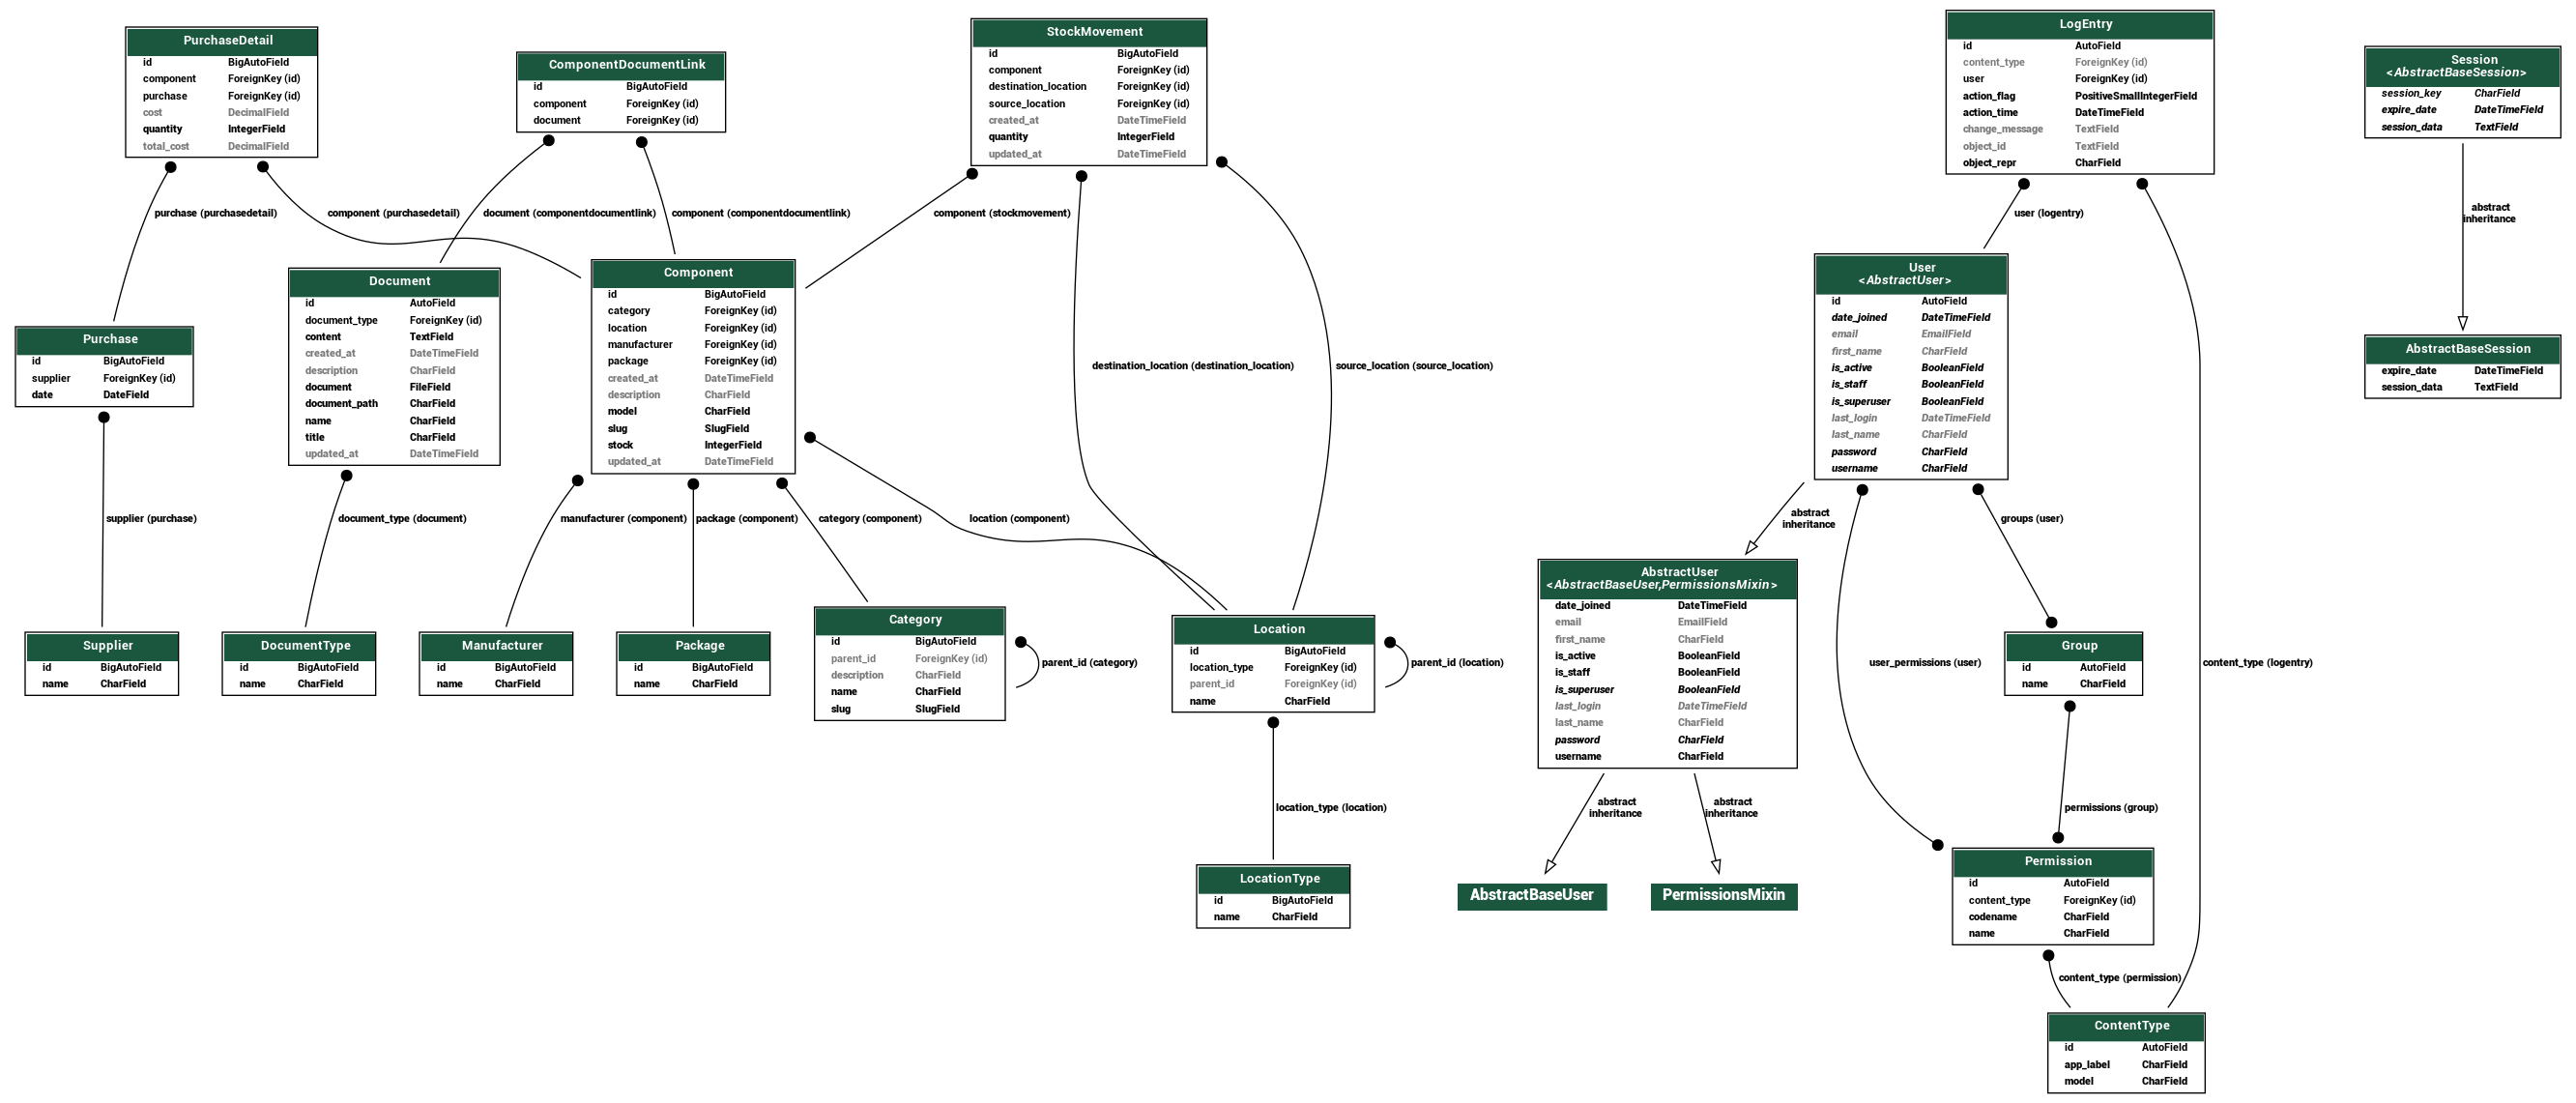 PurchaseDetail
id BigAutoField
component ForeignKey (id)
purchase ForeignKey (id)
cost DecimalField
quantity IntegerField
total_cost DecimalField
ComponentDocumentLink
id BigAutoField
component ForeignKey (id)
document ForeignKey (id)
StockMovement
id BigAutoField
component ForeignKey (id)
destination_location ForeignKey (id)
source_location ForeignKey (id)
created_at DateTimeField
quantity IntegerField
updated_at DateTimeField
LogEntry
id AutoField
content_type ForeignKey (id)
user ForeignKey (id)
action_flag PositiveSmallIntegerField
action_time DateTimeField
change_message TextField
object_id TextField
object_repr CharField
Session
<AbstractBaseSession>
session_key CharField
expire_date DateTimeField
session_data TextField
purchase (purchasedetail)
component (purchasedetail)
document (componentdocumentlink)
component (componentdocumentlink)
component (stockmovement)
user (logentry)
abstract
inheritance
Purchase
id BigAutoField
supplier ForeignKey (id)
date DateField
Document
id AutoField
document_type ForeignKey (id)
content TextField
created_at DateTimeField
description CharField
document FileField
document_path CharField
name CharField
title CharField
updated_at DateTimeField
Component
id BigAutoField
category ForeignKey (id)
location ForeignKey (id)
manufacturer ForeignKey (id)
package ForeignKey (id)
created_at DateTimeField
description CharField
model CharField
slug SlugField
stock IntegerField
updated_at DateTimeField
destination_location (destination_location)
source_location (source_location)
User
<AbstractUser>
id AutoField
date_joined DateTimeField
email EmailField
first_name CharField
is_active BooleanField
is_staff BooleanField
is_superuser BooleanField
last_login DateTimeField
last_name CharField
password CharField
username CharField
AbstractBaseSession
expire_date DateTimeField
session_data TextField
supplier (purchase)
document_type (document)
manufacturer (component)
package (component)
category (component)
location (component)
abstract
inheritance
groups (user)
Supplier
id BigAutoField
name CharField
DocumentType
id BigAutoField
name CharField
Manufacturer
id BigAutoField
name CharField
Package
id BigAutoField
name CharField
Category
id BigAutoField
parent_id ForeignKey (id)
description CharField
name CharField
slug SlugField
parent_id (category)
Location
id BigAutoField
location_type ForeignKey (id)
parent_id ForeignKey (id)
name CharField
parent_id (location)
AbstractUser
<AbstractBaseUser,PermissionsMixin>
date_joined DateTimeField
email EmailField
first_name CharField
is_active BooleanField
is_staff BooleanField
is_superuser BooleanField
last_login DateTimeField
last_name CharField
password CharField
username CharField
user_permissions (user)
Group
id AutoField
name CharField
content_type (logentry)
location_type (location)
abstract
inheritance
abstract
inheritance
permissions (group)
LocationType
id BigAutoField
name CharField
AbstractBaseUser
PermissionsMixin
Permission
id AutoField
content_type ForeignKey (id)
codename CharField
name CharField
content_type (permission)
ContentType
id AutoField
app_label CharField
model CharField